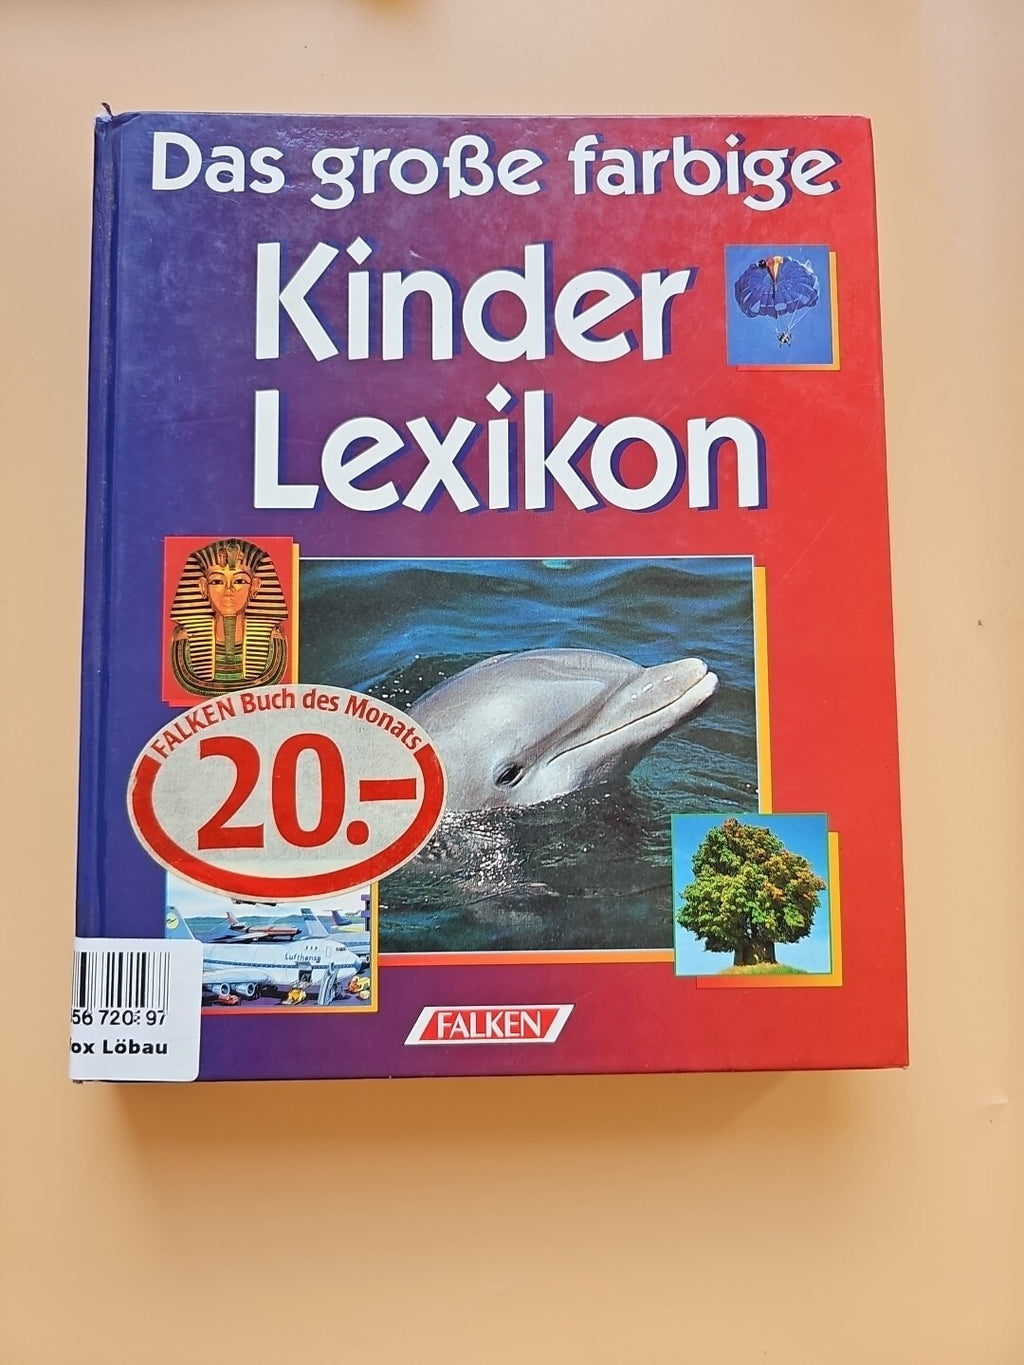 Das große farbige
Kinder
Lexikon
FALKEN Buch des Monats
20.–
Lufthansa
56 720 97
ox Löbau
FALKEN